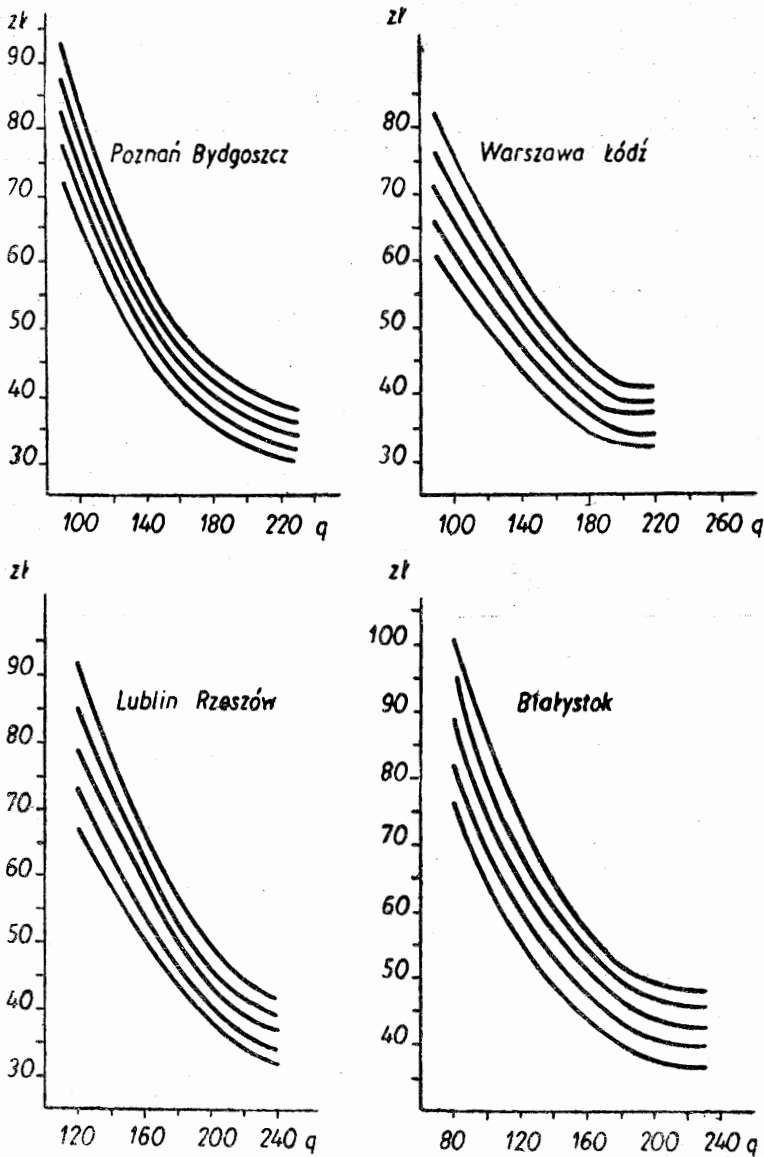 zł
90
80
70
60
50
40
30
Poznań Bydgoszcz
100 140 180 220 q
zł
80
70
60
50
40
30
Warszawa Łódź
100 140 180 220 260 q
zł
90
80
70
60
50
40
30
Lublin Rzeszów
120 160 200 240 q
zł
100
90
80
70
60
50
40
Białystok
80 120 160 200 240 q